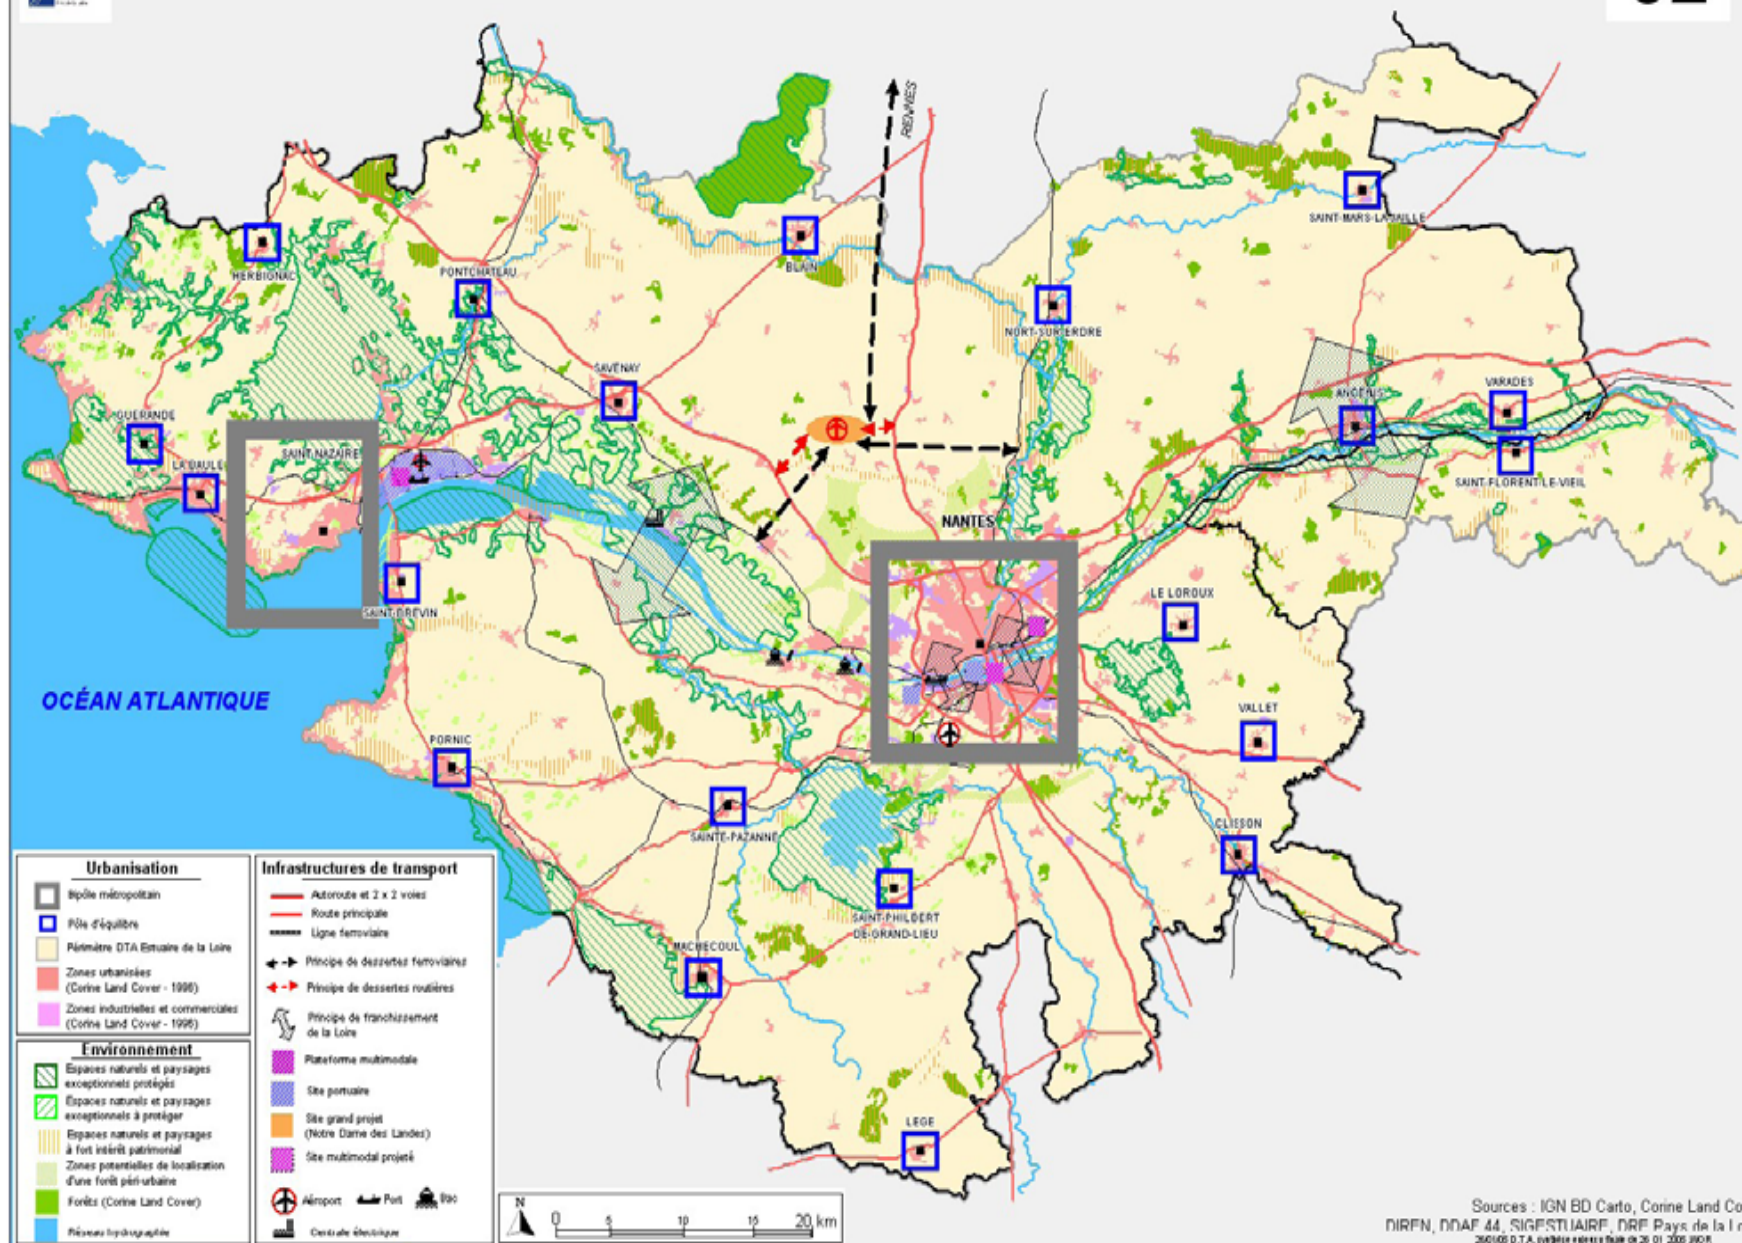 RENNES
SAINT-MARS-LA-JAILLE
HERBIGNAC
PONTCHATEAU
BLAIN
NORT-SUR-ERDRE
SAVENAY
ANCENIS
VARADES
GUERANDE
SAINT-NAZAIRE
LA BAULE
SAINT-FLORENT-LE-VIEIL
NANTES
SAINT-BREVIN
LE LOROUX
OCÉAN ATLANTIQUE
VALLET
PORNIC
SAINTE-PAZANNE
CLISSON
SAINT-PHILBERT
DE-GRAND-LIEU
MACHECOUL
LEGE
Urbanisation
Bipôle métropolitain
Pôle d'équilibre
Périmètre DTA Estuaire de la Loire
Zones urbanisées
(Corine Land Cover - 1996)
Zones industrielles et commerciales
(Corine Land Cover - 1996)
Environnement
Espaces naturels et paysages
exceptionnels protégés
Espaces naturels et paysages
exceptionnels à protéger
Espaces naturels et paysages
à fort intérêt patrimonial
Zones potentielles de localisation
d'une forêt péri-urbaine
Forêts (Corine Land Cover)
Réseau hydrographie
Infrastructures de transport
Autoroute et 2 x 2 voies
Route principale
Ligne ferroviaire
Principe de dessertes ferroviaires
Principe de dessertes routières
Principe de franchissement
de la Loire
Plateforme multimodale
Site portuaire
Site grand projet
(Notre Dame des Landes)
Site multimodal projeté
Aéroport Port Bac
Centrale électrique
N
0 5 10 15 20 km
Sources : IGN BD Carto, Corine Land Co
DIREN, DDAF 44, SIGESTUAIRE, DRE Pays de la Lo